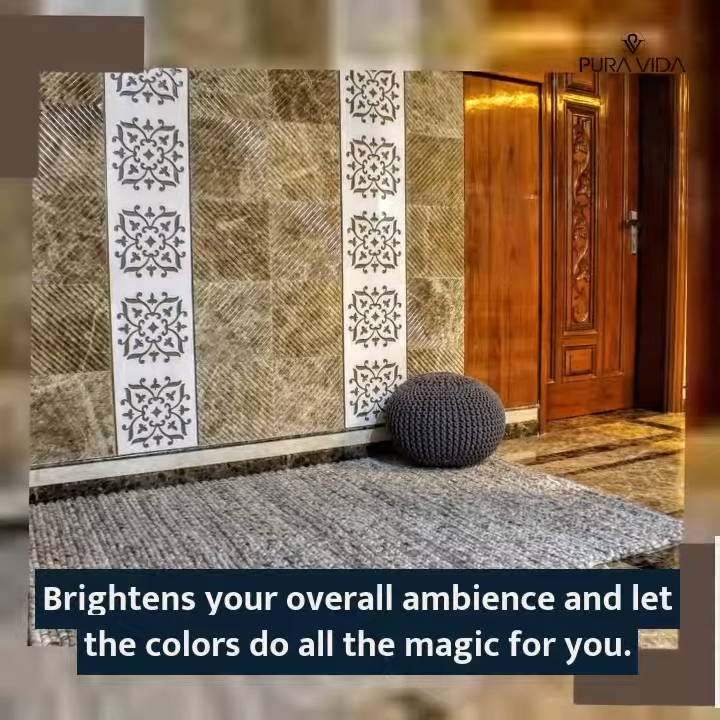 PURA VIDA
Brightens your overall ambience and let
the colors do all the magic for you.